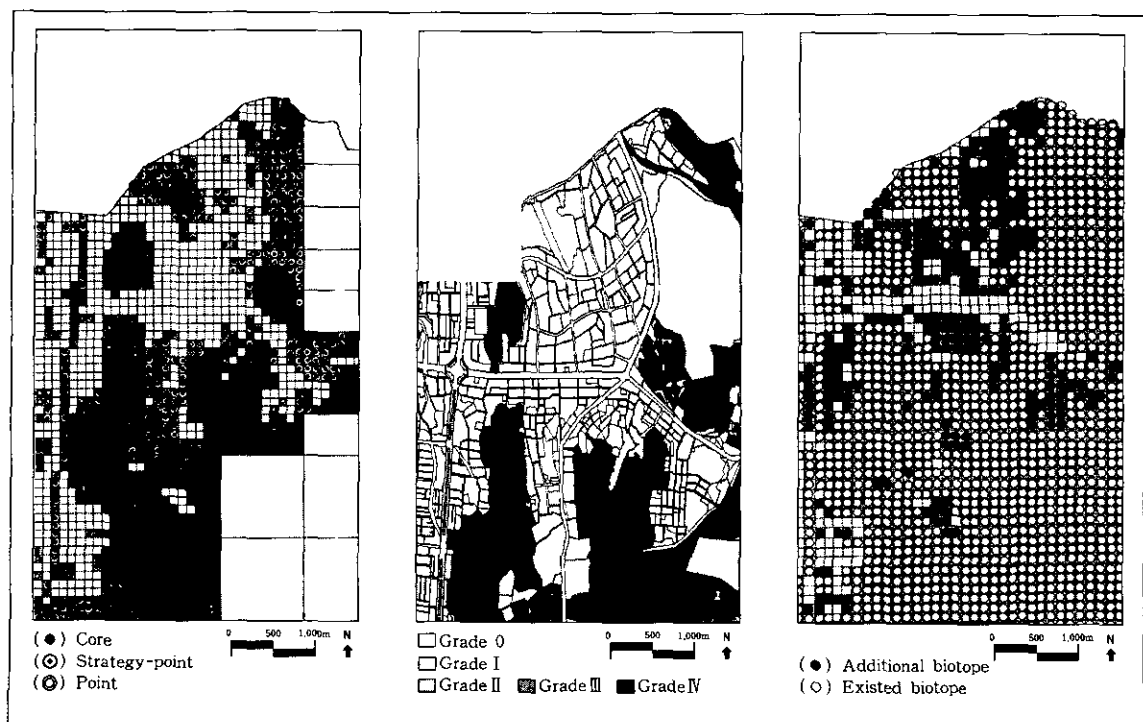 0 500 1,000m N
(●) Core
(⊙) Strategy-point
(◎) Point
0 500 1,000m N
Grade 0
Grade Ⅰ
Grade Ⅱ Grade Ⅲ Grade Ⅳ
0 500 1,000m N
(●) Additional biotope
(○) Existed biotope